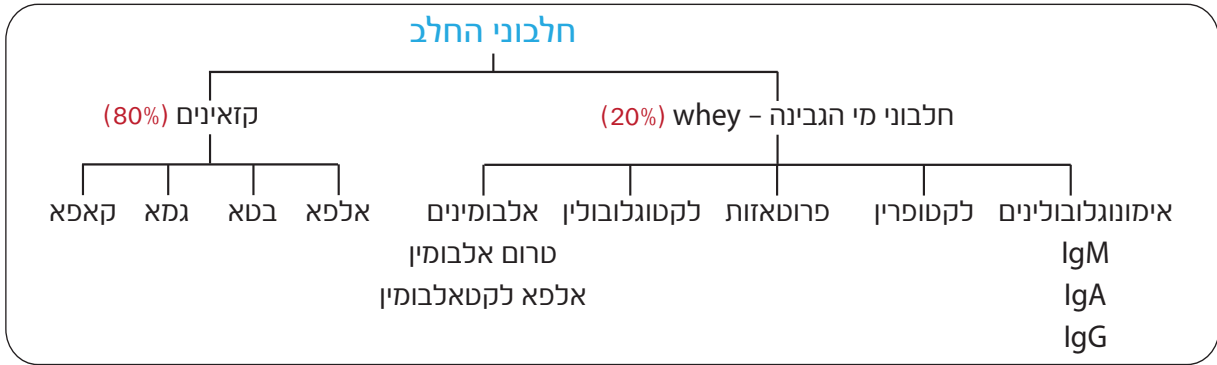 חלבוני החלב
חלבוני מי הגבינה – whey (20%)
קזאינים (80%)
אימונוגלובולינים
IgM
IgA
IgG
לקטופרין
פרוטאזות
לקטוגלובולין
אלבומינים
טרום אלבומין
אלפא לקטאלבומין
אלפא
בטא
גמא
קאפא